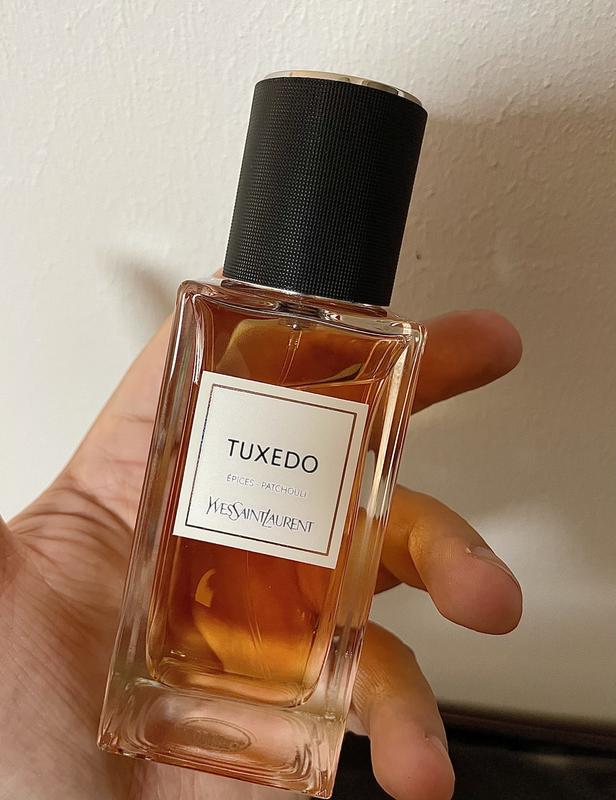 TUXEDO
ÉPICES - PATCHOULI
YVESSAINTLAURENT